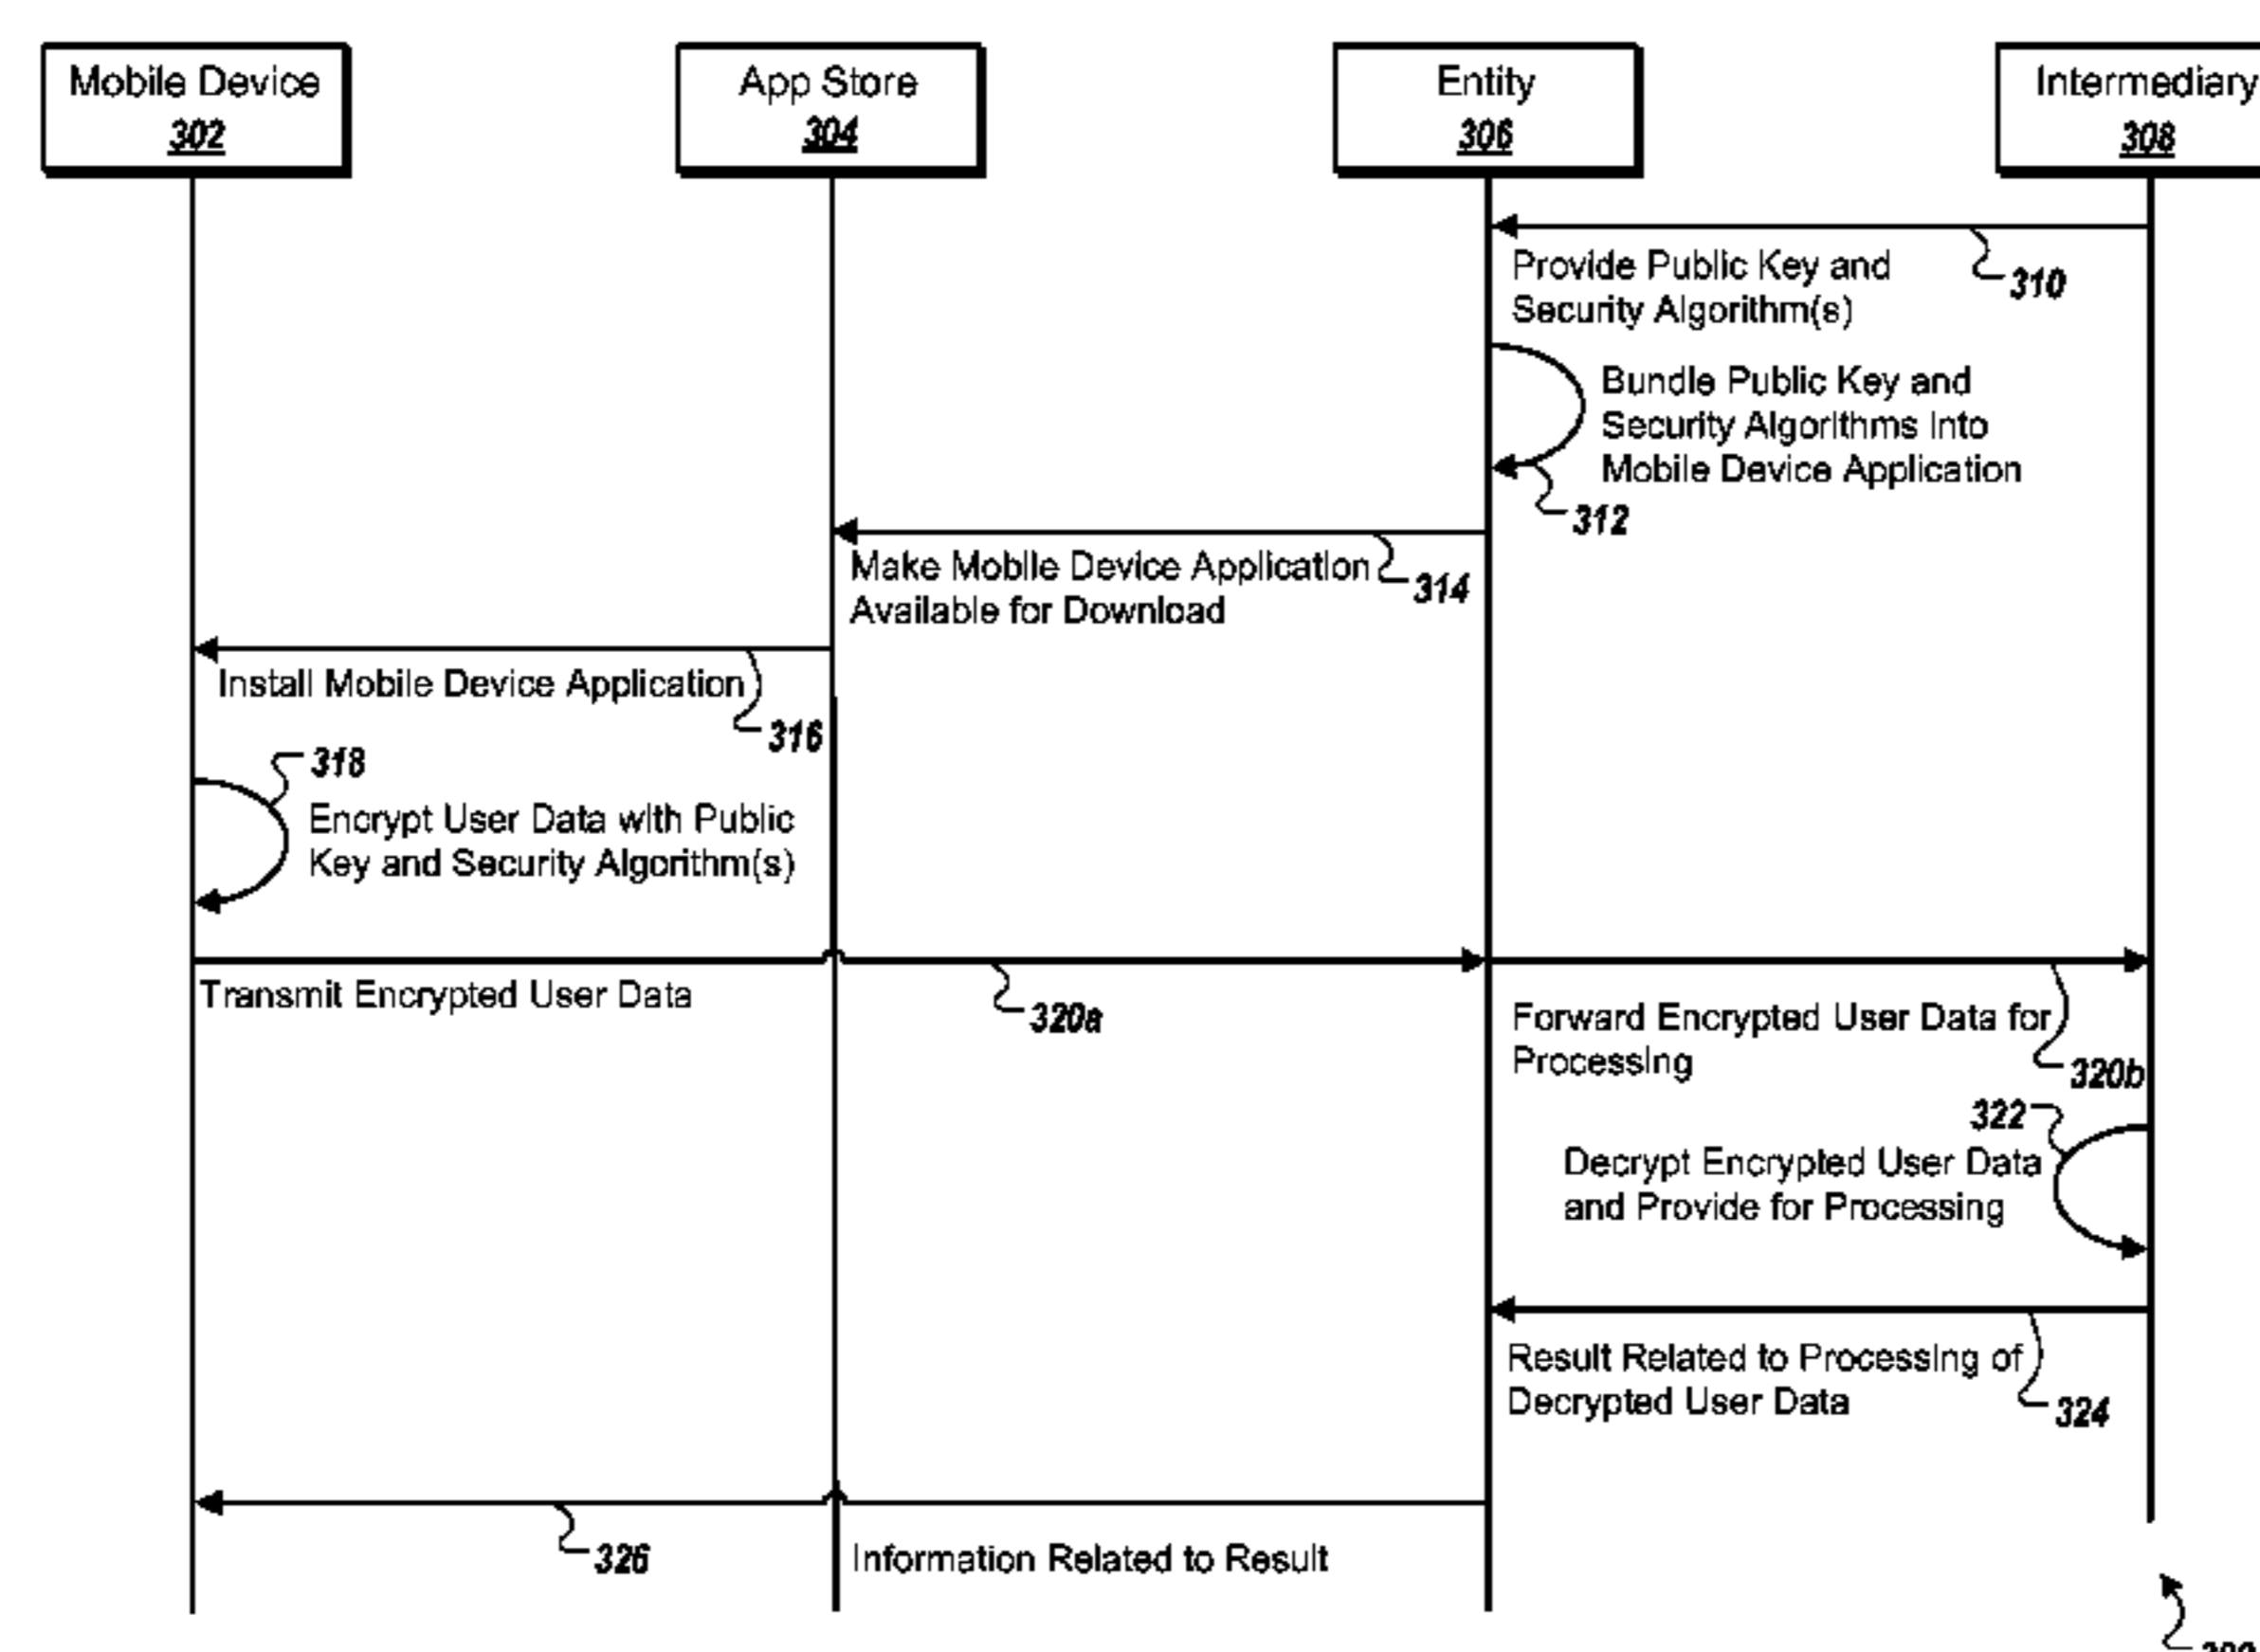 Mobile Device
302
App Store
304
Entity
306
Intermediary
308
Provide Public Key and
Security Algorithm(s)
310
Bundle Public Key and
Security Algorithms Into
Mobile Device Application
312
Make Mobile Device Application
Available for Download
314
Install Mobile Device Application
316
318
Encrypt User Data with Public
Key and Security Algorithm(s)
Transmit Encrypted User Data
320a
Forward Encrypted User Data for
Processing
320b
322
Decrypt Encrypted User Data
and Provide for Processing
Result Related to Processing of
Decrypted User Data
324
326
Information Related to Result